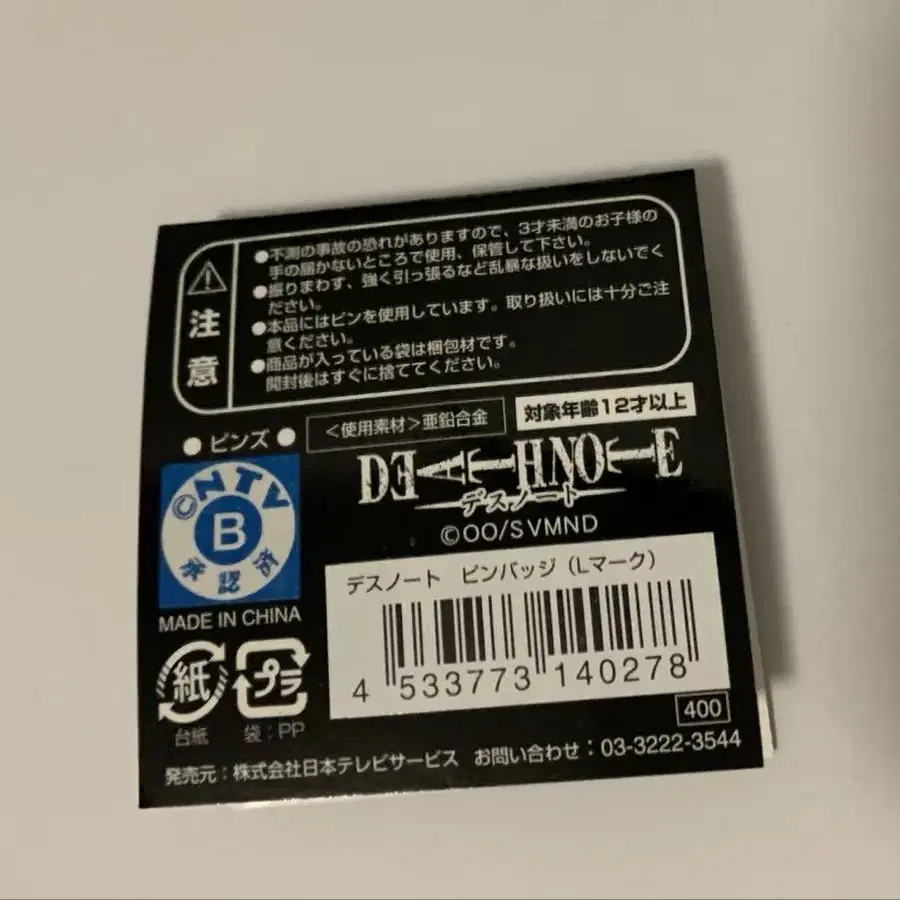 注意
●不測の事故の恐れがありますので、3才未満のお子様の
手の届かないところで使用、保管して下さい。
●振りまわず、強く引っ張るなど乱暴な扱いをしないでく
ださい。
●本品にはピンを使用しています。取り扱いには十分ご注
意ください。
●商品が入っている袋は梱包材です。
開封後はすぐに捨ててください。
●ピンズ●
<使用素材>亜鉛合金
対象年齢12才以上
DEATHNOTE
デスノート
©OO/SVMND
©NTV
B
承認済
MADE IN CHINA
デスノート ピンバッジ(Lマーク)
4 533773 140278
紙
プラ
台紙
袋:PP
400
発売元:株式会社日本テレビサービス お問い合わせ:03-3222-3544